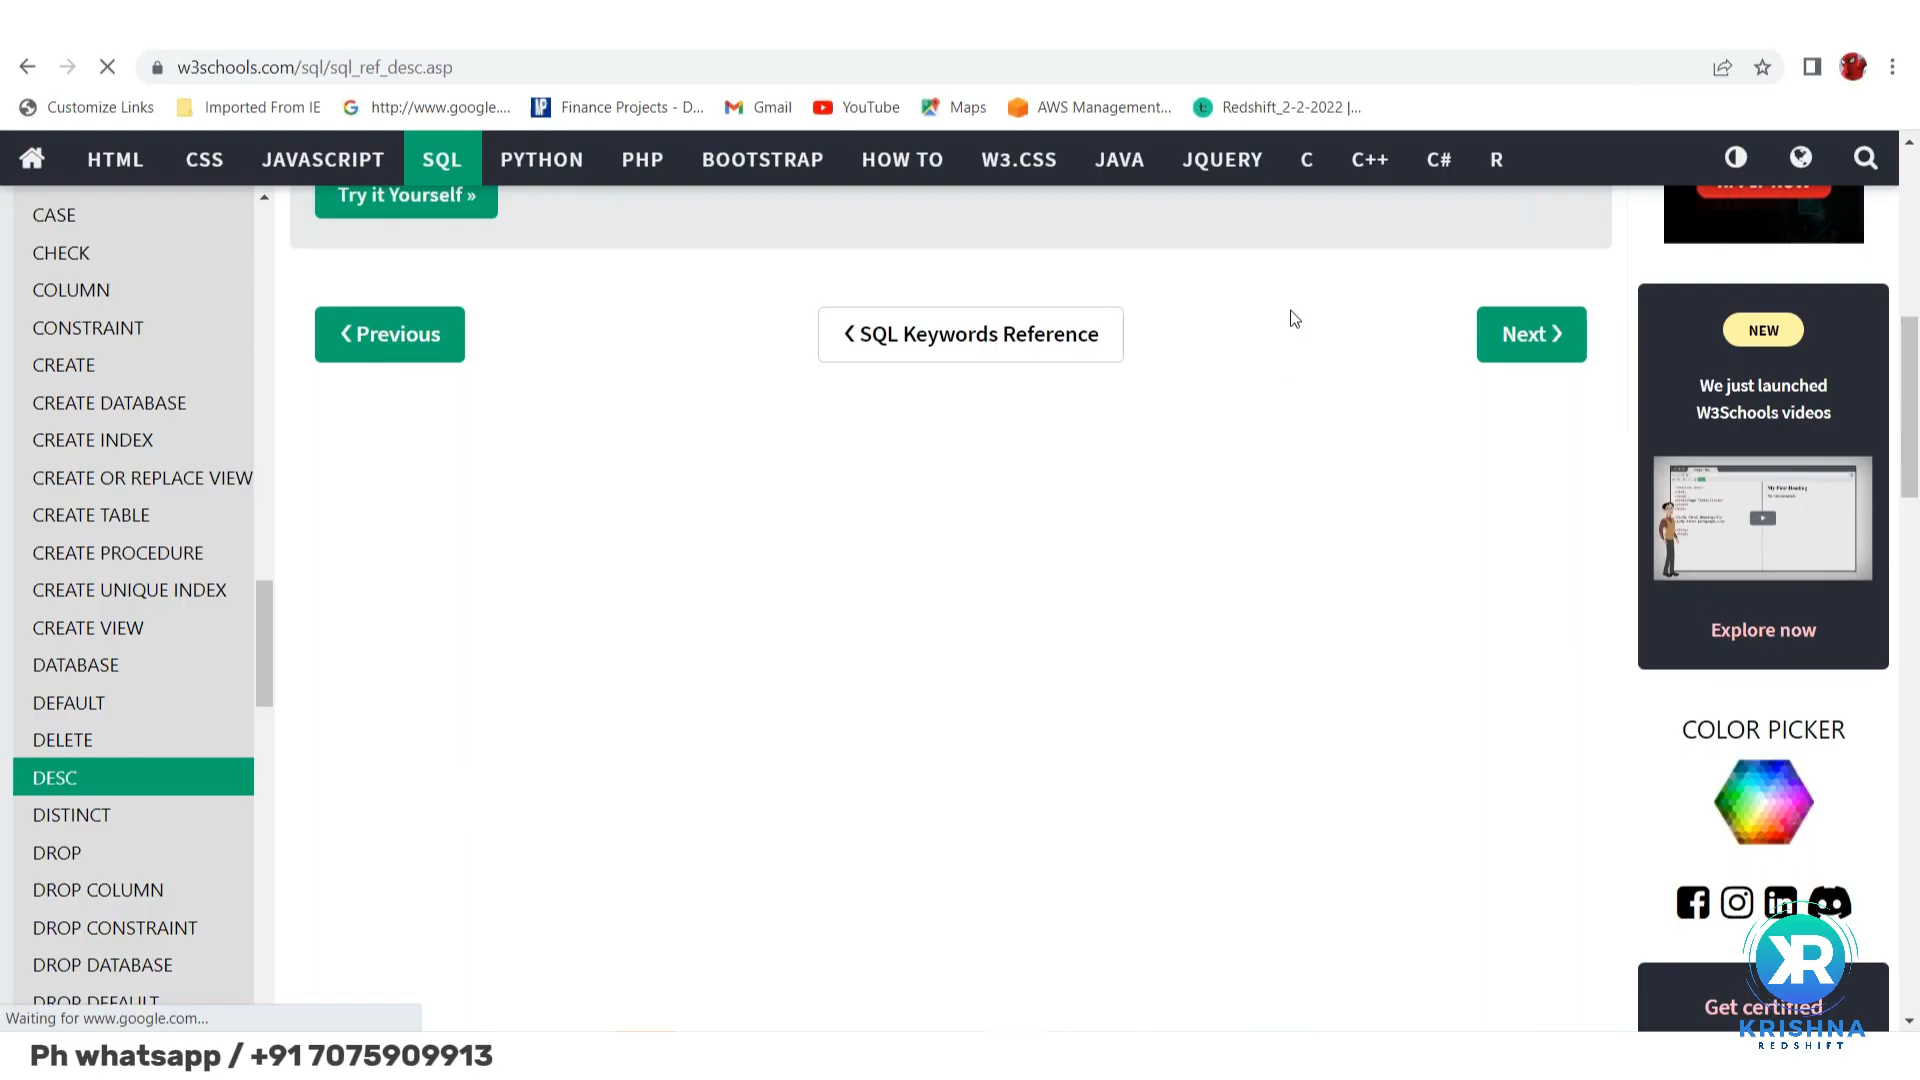 w3schools.com/sql/sql_ref_desc.asp
Customize Links
Imported From IE
http://www.google....
Finance Projects - D...
Gmail
YouTube
Maps
AWS Management...
Redshift_2-2-2022 |...
HTML CSS JAVASCRIPT SQL PYTHON PHP BOOTSTRAP HOW TO W3.CSS JAVA JQUERY C C++ C# R
CASE
CHECK
COLUMN
CONSTRAINT
CREATE
CREATE DATABASE
CREATE INDEX
CREATE OR REPLACE VIEW
CREATE TABLE
CREATE PROCEDURE
CREATE UNIQUE INDEX
CREATE VIEW
DATABASE
DEFAULT
DELETE
DESC
DISTINCT
DROP
DROP COLUMN
DROP CONSTRAINT
DROP DATABASE
DROP DEFAULT
Waiting for www.google.com...
Try it Yourself »
❮ Previous
❮ SQL Keywords Reference
Next ❯
NEW
We just launched
W3Schools videos
Explore now
COLOR PICKER
Get certified
KR
KRISHNA
REDSHIFT
Ph whatsapp / +91 7075909913